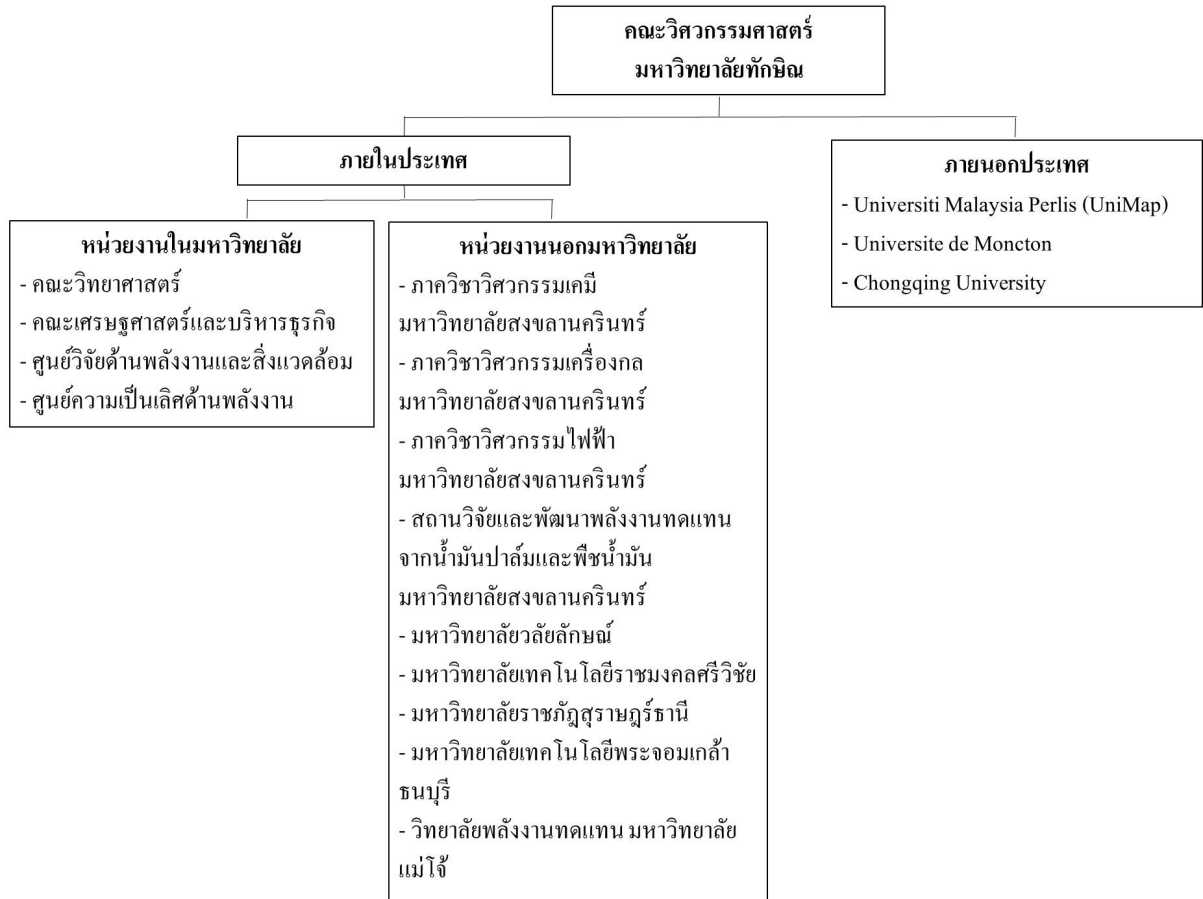 คณะวิศวกรรมศาสตร์
มหาวิทยาลัยทักษิณ
ภายในประเทศ
ภายนอกประเทศ
- Universiti Malaysia Perlis (UniMap)
- Universite de Moncton
- Chongqing University
หน่วยงานในมหาวิทยาลัย
- คณะวิทยาศาสตร์
- คณะเศรษฐศาสตร์และบริหารธุรกิจ
- ศูนย์วิจัยด้านพลังงานและสิ่งแวดล้อม
- ศูนย์ความเป็นเลิศด้านพลังงาน
หน่วยงานนอกมหาวิทยาลัย
- ภาควิชาวิศวกรรมเคมี
มหาวิทยาลัยสงขลานครินทร์
- ภาควิชาวิศวกรรมเครื่องกล
มหาวิทยาลัยสงขลานครินทร์
- ภาควิชาวิศวกรรมไฟฟ้า
มหาวิทยาลัยสงขลานครินทร์
- สถานวิจัยและพัฒนาพลังงานทดแทน
จากน้ำมันปาล์มและพืชน้ำมัน
มหาวิทยาลัยสงขลานครินทร์
- มหาวิทยาลัยวลัยลักษณ์
- มหาวิทยาลัยเทคโนโลยีราชมงคลศรีวิชัย
- มหาวิทยาลัยราชภัฎสุราษฎร์ธานี
- มหาวิทยาลัยเทคโนโลยีพระจอมเกล้า
ธนบุรี
- วิทยาลัยพลังงานทดแทน มหาวิทยาลัย
แม่โจ้